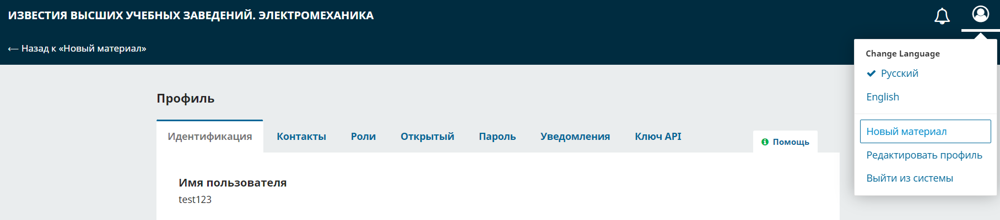 ИЗВЕСТИЯ ВЫСШИХ УЧЕБНЫХ ЗАВЕДЕНИЙ. ЭЛЕКТРОМЕХАНИКА
← Назад к «Новый материал»
Change Language
Русский
English
Новый материал
Редактировать профиль
Выйти из системы
Профиль
Идентификация Контакты Роли Открытый Пароль Уведомления Ключ API
Помощь
Имя пользователя
test123